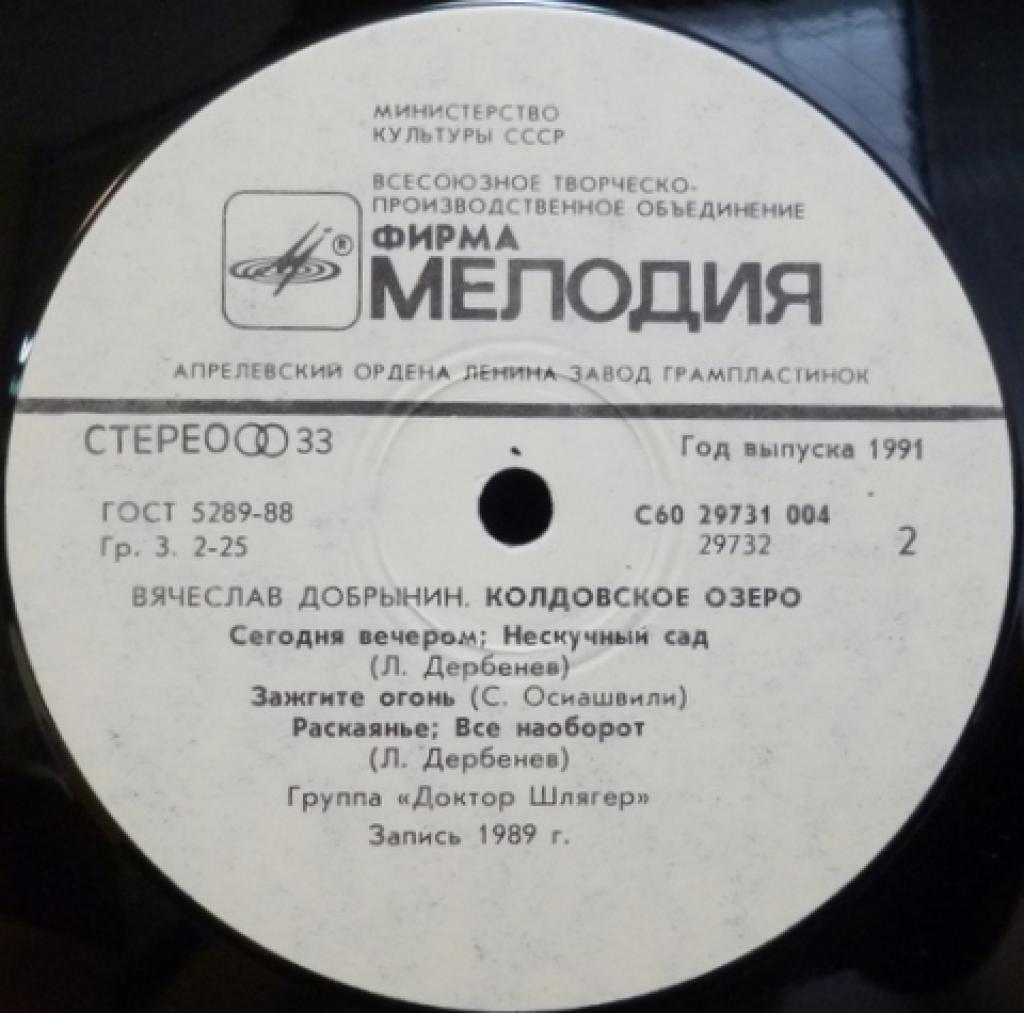 МИНИСТЕРСТВО
КУЛЬТУРЫ СССР
ВСЕСОЮЗНОЕ ТВОРЧЕСКО-
ПРОИЗВОДСТВЕННОЕ ОБЪЕДИНЕНИЕ
®
ФИРМА
МЕЛОДИЯ
АПРЕЛЕВСКИЙ ОРДЕНА ЛЕНИНА ЗАВОД ГРАМПЛАСТИНОК
СТЕРЕО 33
Год выпуска 1991
ГОСТ 5289-88
С60 29731 004
Гр. 3. 2-25
29732
2
ВЯЧЕСЛАВ ДОБРЫНИН. КОЛДОВСКОЕ ОЗЕРО
Сегодня вечером; Нескучный сад
(Л. Дербенев)
Зажгите огонь (С. Осиашвили)
Раскаянье; Все наоборот
(Л. Дербенев)
Группа «Доктор Шлягер»
Запись 1989 г.